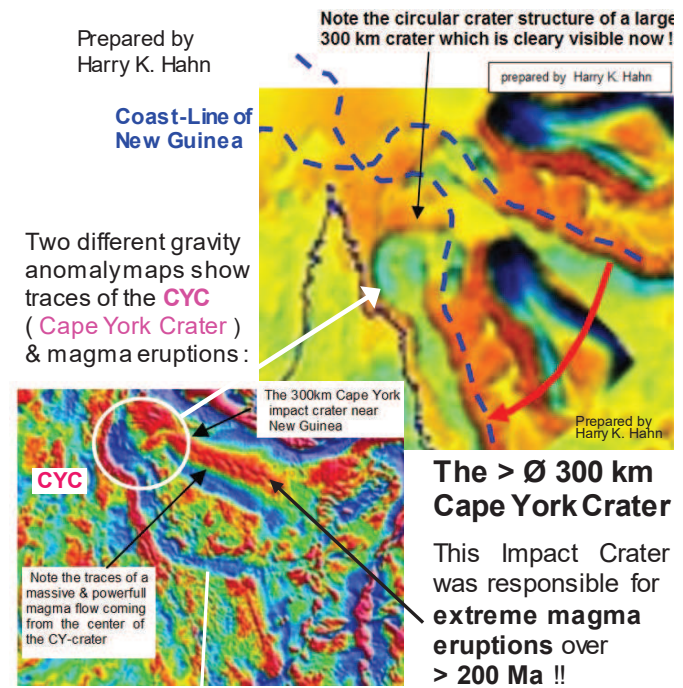 Prepared by
Harry K. Hahn
Note the circular crater structure of a large
300 km crater which is cleary visible now !
prepared by Harry K. Hahn
Coast-Line of
New Guinea
Two different gravity
anomaly maps show
traces of the CYC
( Cape York Crater )
& magma eruptions :
The 300km Cape York
impact crater near
New Guinea
CYC
Note the traces of a
massive & powerfull
magma flow coming
from the center of
the CY-crater
Prepared by
Harry K. Hahn
The > Ø 300 km
Cape York Crater
This Impact Crater
was responsible for
extreme magma
eruptions over
> 200 Ma !!